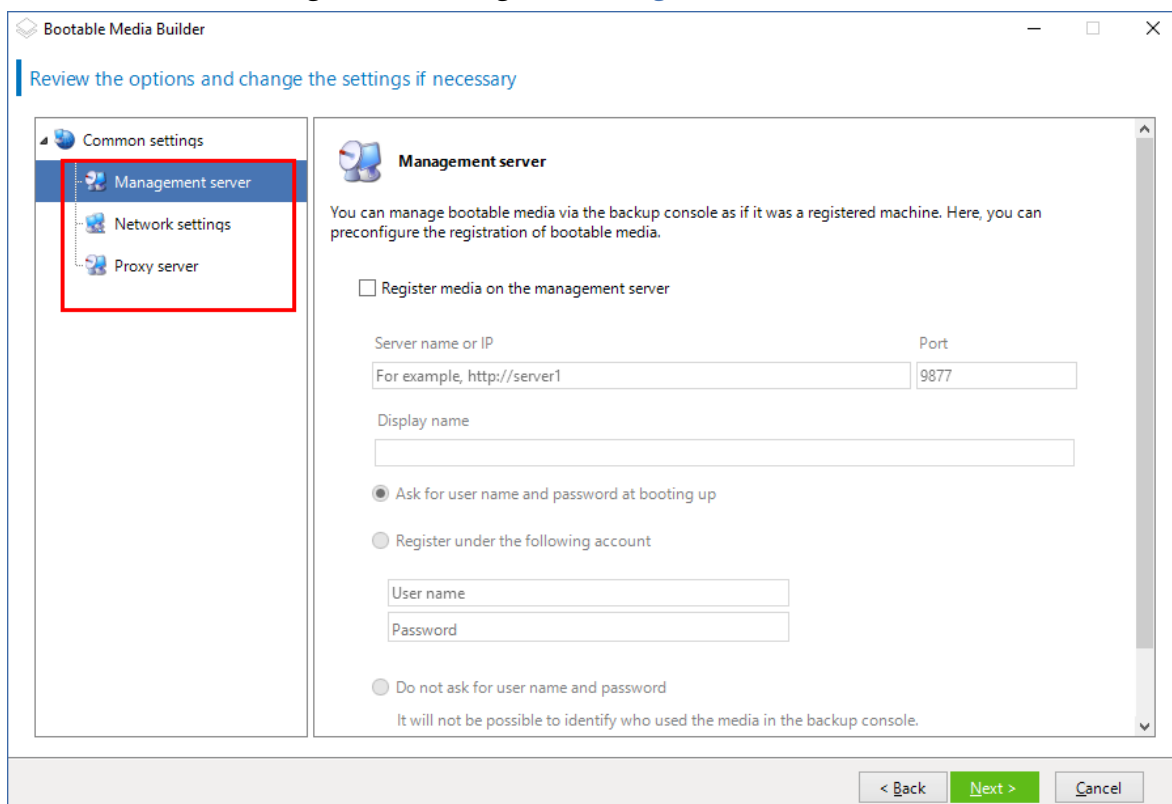 Bootable Media Builder
Review the options and change the settings if necessary
Common settings
Management server
Network settings
Proxy server
Management server
You can manage bootable media via the backup console as if it was a registered machine. Here, you can
preconfigure the registration of bootable media.
Register media on the management server
Server name or IP Port
For example, http://server1 9877
Display name
Ask for user name and password at booting up
Register under the following account
User name
Password
Do not ask for user name and password
It will not be possible to identify who used the media in the backup console.
< Back Next > Cancel